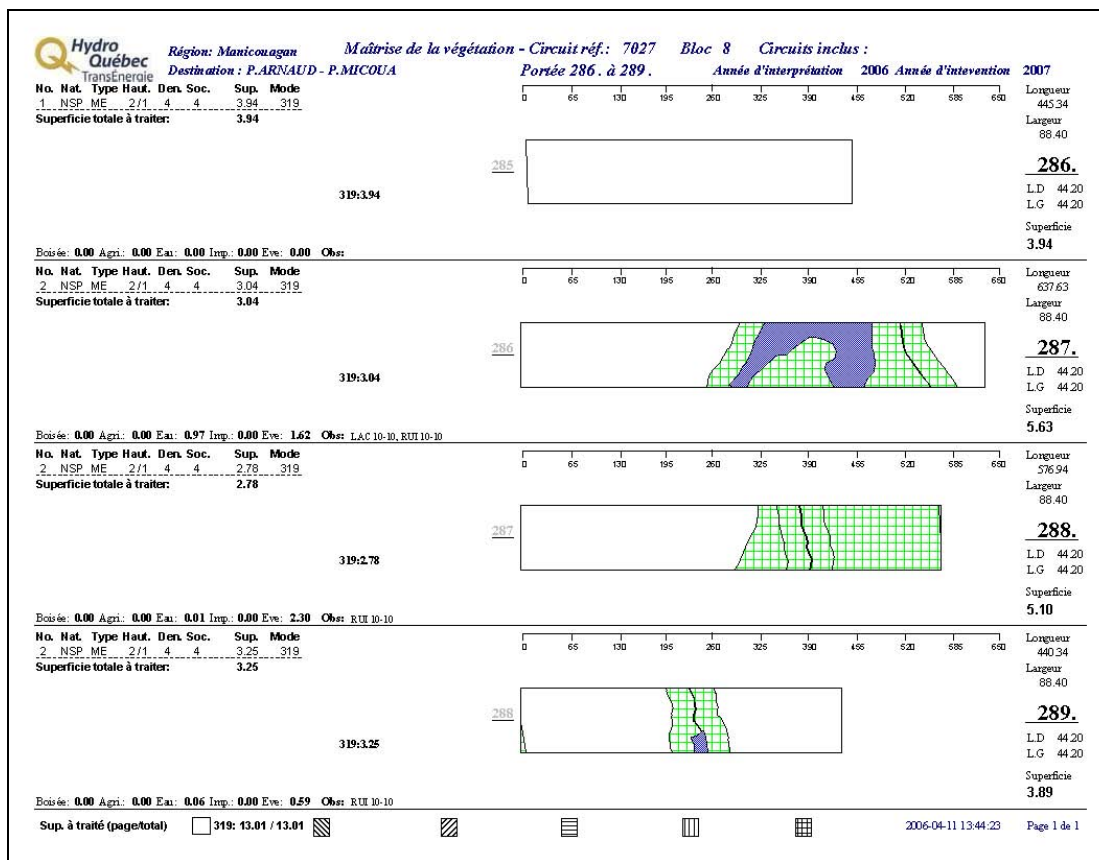 Hydro
Québec
TransÉnergie
Région: Manicouagan Maîtrise de la végétation - Circuit réf.: 7027 Bloc 8 Circuits inclus :
Destination : P.ARNAUD - P.MICOUA Portée 286 . à 289 . Année d'interprétation 2006 Année d'intevention 2007
No. Nat. Type Haut. Den. Soc. Sup. Mode
1 NSP ME 2/1 4 4 3.94 319
Superficie totale à traiter: 3.94
0 65 130 195 260 325 390 455 520 585 650
Longueur
445.34
Largeur
88.40
285
286.
319:3.94
L.D 44.20
L.G 44.20
Superficie
3.94
Boisée: 0.00 Agri.: 0.00 Eau: 0.00 Imp.: 0.00 Eve: 0.00 Obs:
No. Nat. Type Haut. Den. Soc. Sup. Mode
2 NSP ME 2/1 4 4 3.04 319
Superficie totale à traiter: 3.04
0 65 130 195 260 325 390 455 520 585 650
Longueur
637.63
Largeur
88.40
286
287.
319:3.04
L.D 44.20
L.G 44.20
Superficie
5.63
Boisée: 0.00 Agri.: 0.00 Eau: 0.97 Imp.: 0.00 Eve: 1.62 Obs: LAC 10-10, RUI 10-10
No. Nat. Type Haut. Den. Soc. Sup. Mode
2 NSP ME 2/1 4 4 2.78 319
Superficie totale à traiter: 2.78
0 65 130 195 260 325 390 455 520 585 650
Longueur
576.94
Largeur
88.40
287
288.
319:2.78
L.D 44.20
L.G 44.20
Superficie
5.10
Boisée: 0.00 Agri.: 0.00 Eau: 0.01 Imp.: 0.00 Eve: 2.30 Obs: RUI 10-10
No. Nat. Type Haut. Den. Soc. Sup. Mode
2 NSP ME 2/1 4 4 3.25 319
Superficie totale à traiter: 3.25
0 65 130 195 260 325 390 455 520 585 650
Longueur
440.34
Largeur
88.40
288
289.
319:3.25
L.D 44.20
L.G 44.20
Superficie
3.89
Boisée: 0.00 Agri.: 0.00 Eau: 0.06 Imp.: 0.00 Eve: 0.59 Obs: RUI 10-10
Sup. à traité (page/total) 319: 13.01 / 13.01 2006-04-11 13:44:23 Page 1 de 1